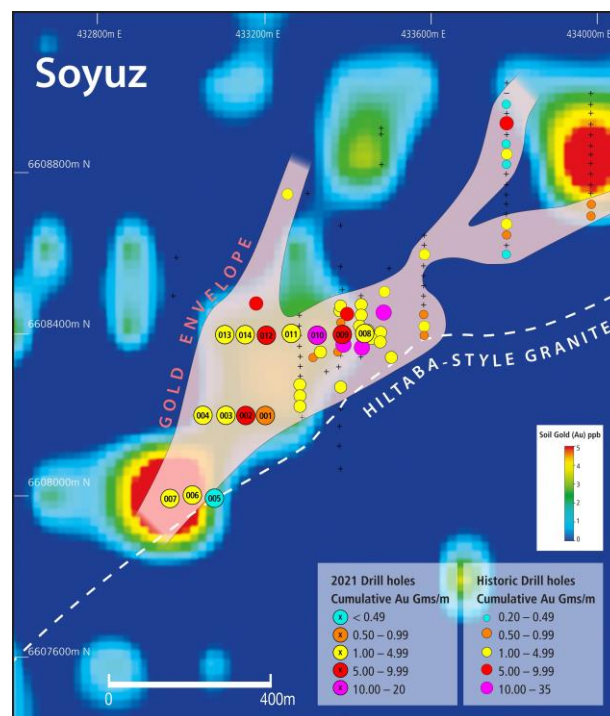 432800m E 433200m E 433600m E 434000m E
Soyuz
6608800m N
GOLD ENVELOPE
6608400m N
013 014 012 011 010 009 008
HILTABA-STYLE GRANITE
004 003 002 001
Soil Gold (Au) ppb
5
4
3
2
1
0
6608000m N
007 006 005
2021 Drill holes
Cumulative Au Gms/m
x < 0.49
x 0.50 – 0.99
x 1.00 – 4.99
x 5.00 – 9.99
x 10.00 – 20
Historic Drill holes
Cumulative Au Gms/m
0.20 – 0.49
0.50 – 0.99
1.00 – 4.99
5.00 – 9.99
10.00 – 35
6607600m N
0 400m